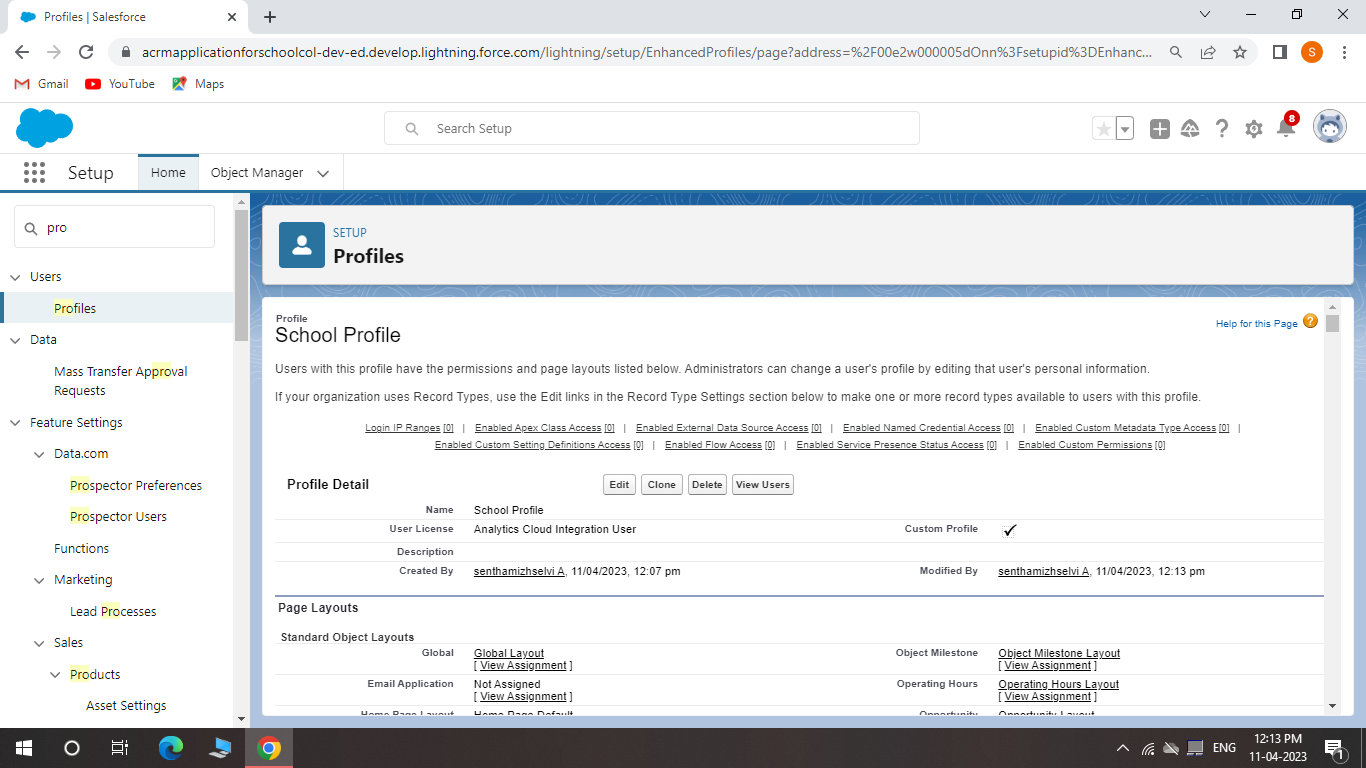 Profiles | Salesforce
acrmapplicationforschoolcol-dev-ed.develop.lightning.force.com/lightning/setup/EnhancedProfiles/page?address=%2F00e2w000005dOnn%3Fsetupid%3DEnhanc...
S
Gmail YouTube Maps
Search Setup
8
Setup Home Object Manager
pro
Users
Profiles
Data
Mass Transfer Approval
Requests
Feature Settings
Data.com
Prospector Preferences
Prospector Users
Functions
Marketing
Lead Processes
Sales
Products
Asset Settings
SETUP
Profiles
Profile
School Profile
Help for this Page ?
Users with this profile have the permissions and page layouts listed below. Administrators can change a user's profile by editing that user's personal information.
If your organization uses Record Types, use the Edit links in the Record Type Settings section below to make one or more record types available to users with this profile.
Login IP Ranges [0] | Enabled Apex Class Access [0] | Enabled External Data Source Access [0] | Enabled Named Credential Access [0] | Enabled Custom Metadata Type Access [0] |
Enabled Custom Setting Definitions Access [0] | Enabled Flow Access [0] | Enabled Service Presence Status Access [0] | Enabled Custom Permissions [0]
Profile Detail Edit Clone Delete View Users
Name School Profile
User License Analytics Cloud Integration User Custom Profile
Description
Created By senthamizhselvi A, 11/04/2023, 12:07 pm Modified By senthamizhselvi A, 11/04/2023, 12:13 pm
Page Layouts
Standard Object Layouts
Global Global Layout Object Milestone Object Milestone Layout
[ View Assignment ] [ View Assignment ]
Email Application Not Assigned Operating Hours Operating Hours Layout
[ View Assignment ] [ View Assignment ]
Home Page Layout Home Page Default Opportunity Opportunity Layout
ENG 12:13 PM
11-04-2023
1